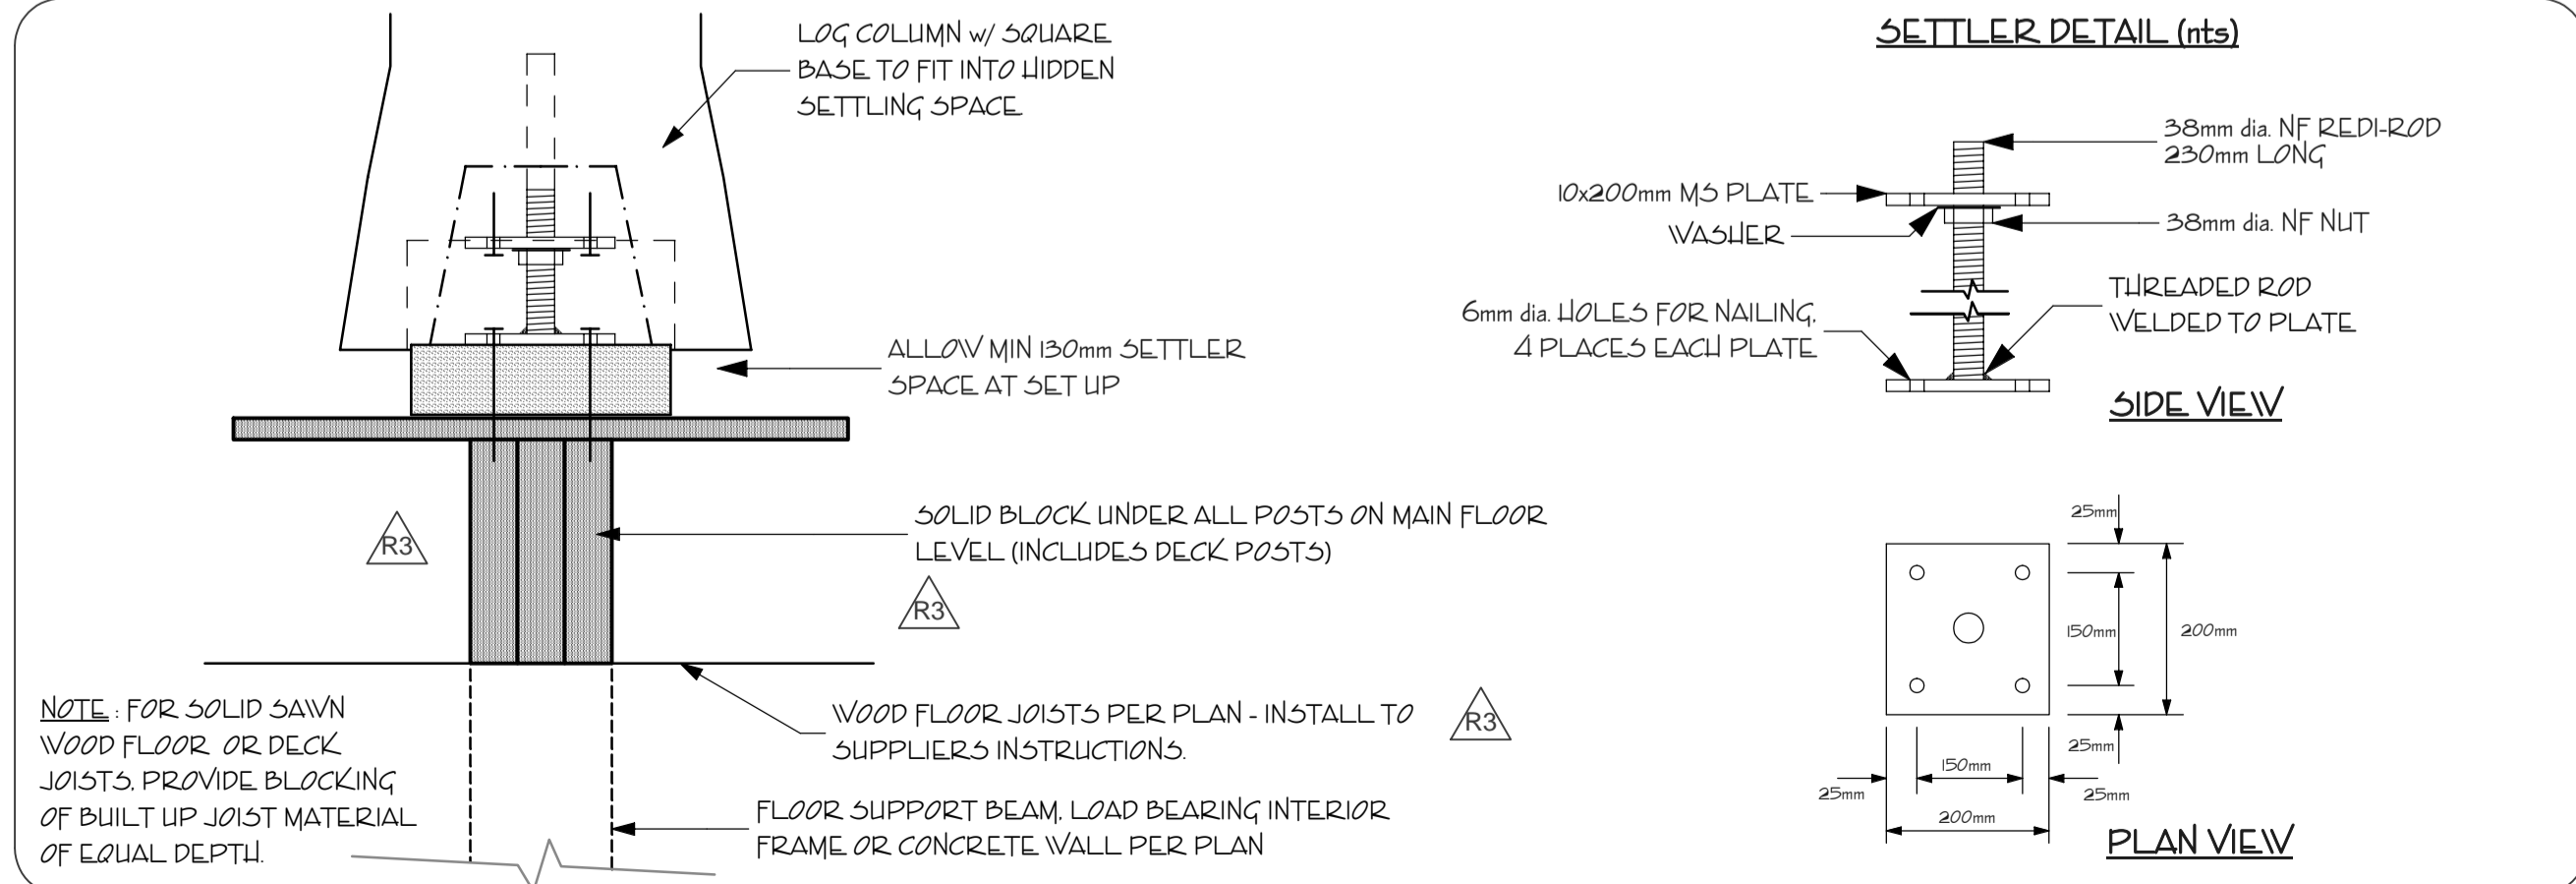 LOG COLUMN w/ SQUARE
BASE TO FIT INTO HIDDEN
SETTLING SPACE
ALLOW MIN 130mm SETTLER
SPACE AT SET UP
SOLID BLOCK UNDER ALL POSTS ON MAIN FLOOR
LEVEL (INCLUDES DECK POSTS)
R3
R3
WOOD FLOOR JOISTS PER PLAN - INSTALL TO
SUPPLIERS INSTRUCTIONS.
R3
NOTE : FOR SOLID SAWN
WOOD FLOOR OR DECK
JOISTS, PROVIDE BLOCKING
OF BUILT UP JOIST MATERIAL
OF EQUAL DEPTH.
FLOOR SUPPORT BEAM, LOAD BEARING INTERIOR
FRAME OR CONCRETE WALL PER PLAN
SETTLER DETAIL (nts)
38mm dia. NF REDI-ROD
230mm LONG
10x200mm MS PLATE
WASHER
38mm dia. NF NUT
6mm dia. HOLES FOR NAILING,
4 PLACES EACH PLATE
THREADED ROD
WELDED TO PLATE
SIDE VIEW
25mm
150mm
200mm
25mm
150mm
25mm
25mm
200mm
PLAN VIEW